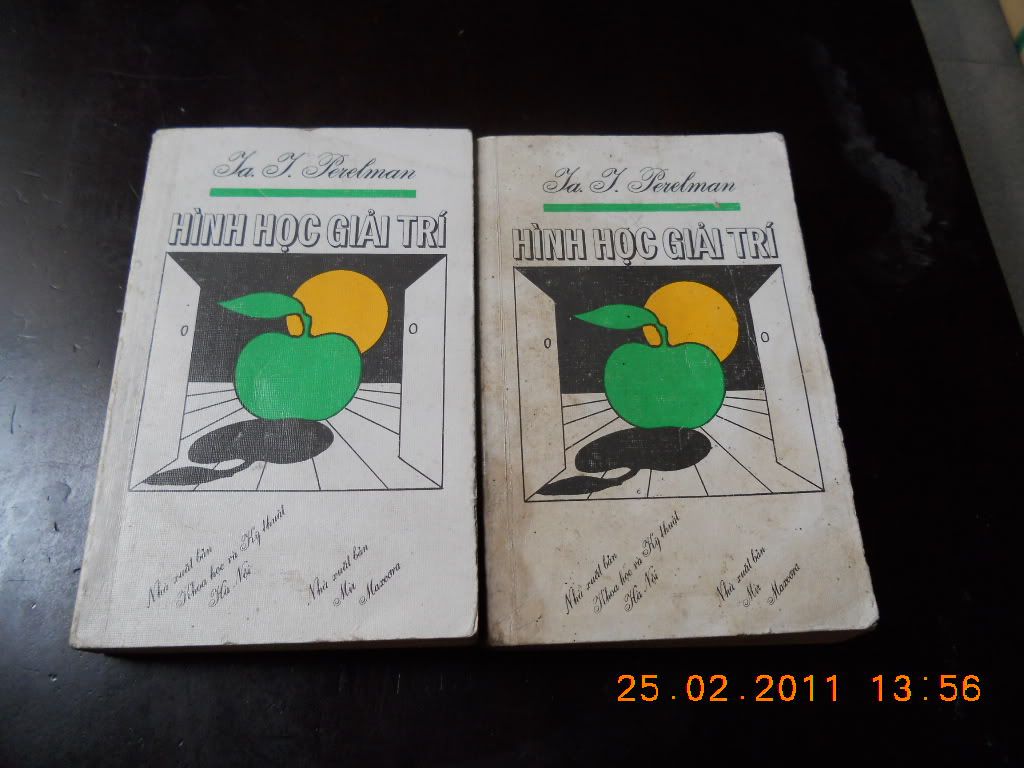 Ia. I. Perelman
HÌNH HỌC GIẢI TRÍ
Nhà xuất bản
Khoa học và Kỹ thuật
Hà Nội
Nhà xuất bản
Mir
Maxcơva
Ia. I. Perelman
HÌNH HỌC GIẢI TRÍ
Nhà xuất bản
Khoa học và Kỹ thuật
Hà Nội
Nhà xuất bản
Mir
Maxcơva
25.02.2011 13:56